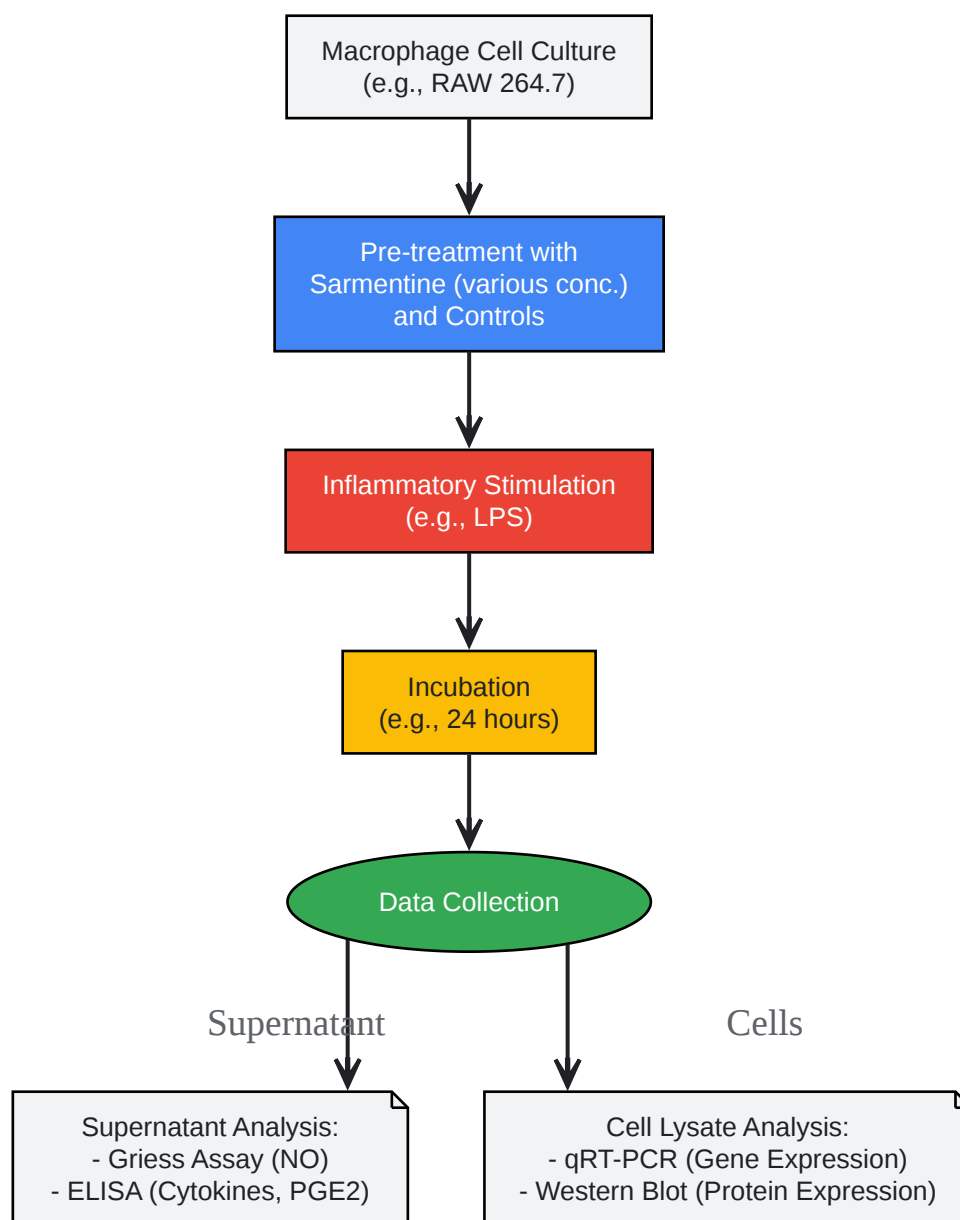 Macrophage Cell Culture
(e.g., RAW 264.7)
Pre-treatment with
Sarmentine (various conc.)
and Controls
Inflammatory Stimulation
(e.g., LPS)
Incubation
(e.g., 24 hours)
Data Collection
Supernatant
Cells
Supernatant Analysis:
- Griess Assay (NO)
- ELISA (Cytokines, PGE2)
Cell Lysate Analysis:
- qRT-PCR (Gene Expression)
- Western Blot (Protein Expression)